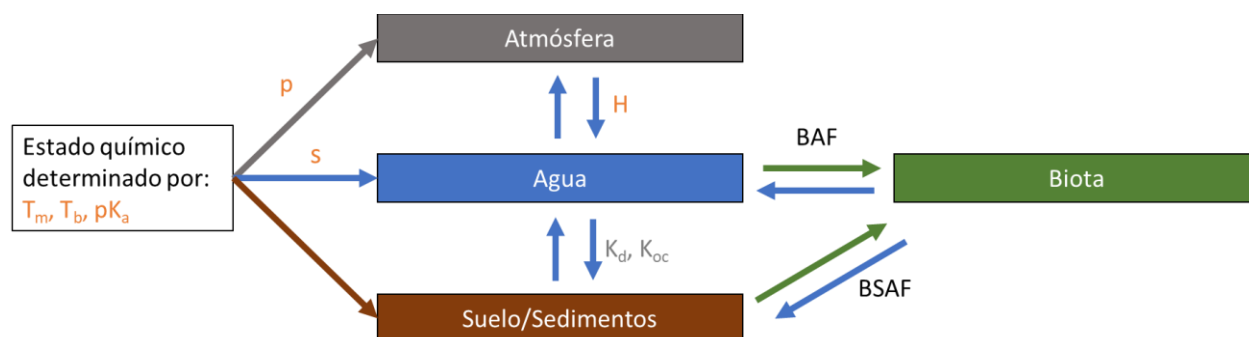 Atmósfera
p
H
Estado químico
determinado por:
Tm, Tb, pKa
s
Agua
BAF
Biota
Kd, Koc
BSAF
Suelo/Sedimentos